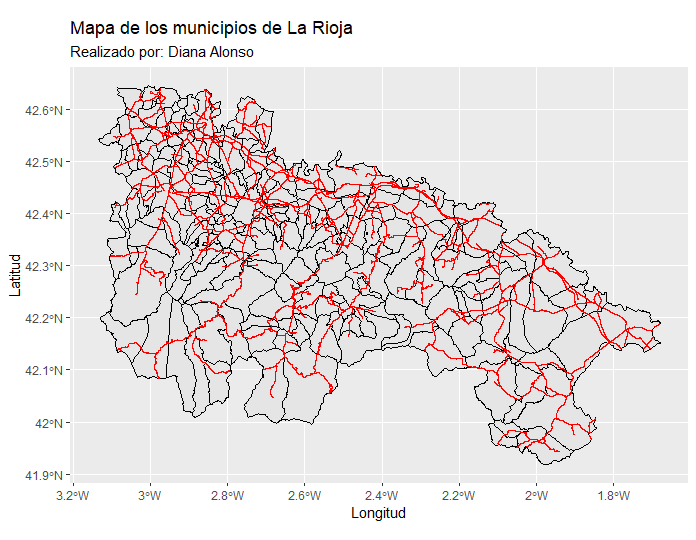 Mapa de los municipios de La Rioja
Realizado por: Diana Alonso
42.6°N
42.5°N
42.4°N
42.3°N
42.2°N
42.1°N
42°N
41.9°N
Latitud
3.2°W 3°W 2.8°W 2.6°W 2.4°W 2.2°W 2°W 1.8°W
Longitud